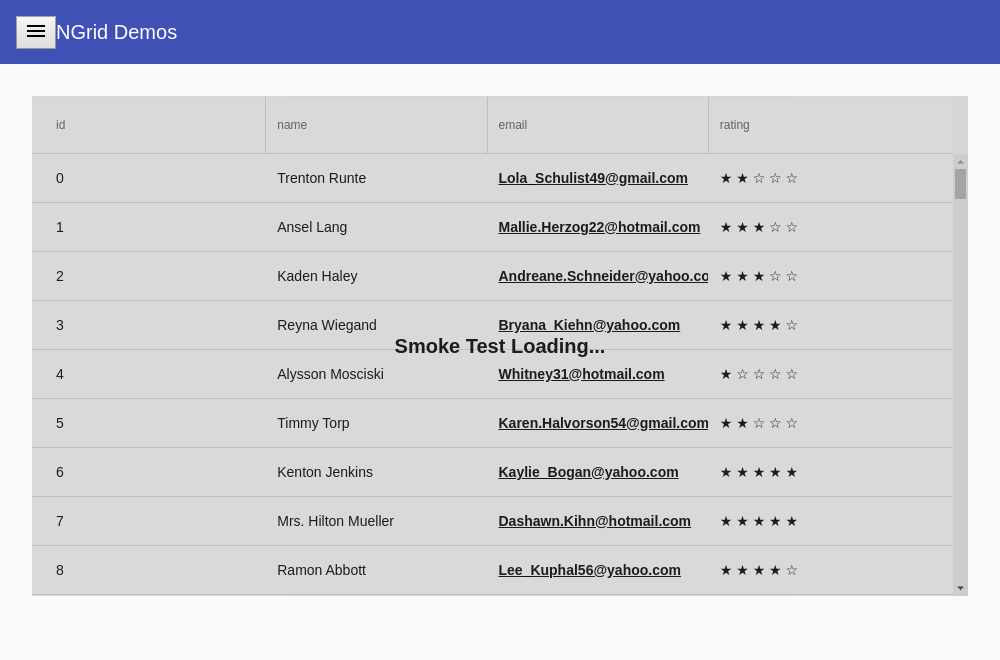 NGrid Demos
id name email rating
0 Trenton Runte Lola_Schulist49@gmail.com ★ ★ ☆ ☆ ☆
1 Ansel Lang Mallie.Herzog22@hotmail.com ★ ★ ★ ☆ ☆
2 Kaden Haley Andreane.Schneider@yahoo.co ★ ★ ★ ☆ ☆
3 Reyna Wiegand Bryana_Kiehn@yahoo.com ★ ★ ★ ★ ☆
Smoke Test Loading...
4 Alysson Mosciski Whitney31@hotmail.com ★ ☆ ☆ ☆ ☆
5 Timmy Torp Karen.Halvorson54@gmail.com ★ ★ ☆ ☆ ☆
6 Kenton Jenkins Kaylie_Bogan@yahoo.com ★ ★ ★ ★ ★
7 Mrs. Hilton Mueller Dashawn.Kihn@hotmail.com ★ ★ ★ ★ ★
8 Ramon Abbott Lee_Kuphal56@yahoo.com ★ ★ ★ ★ ☆